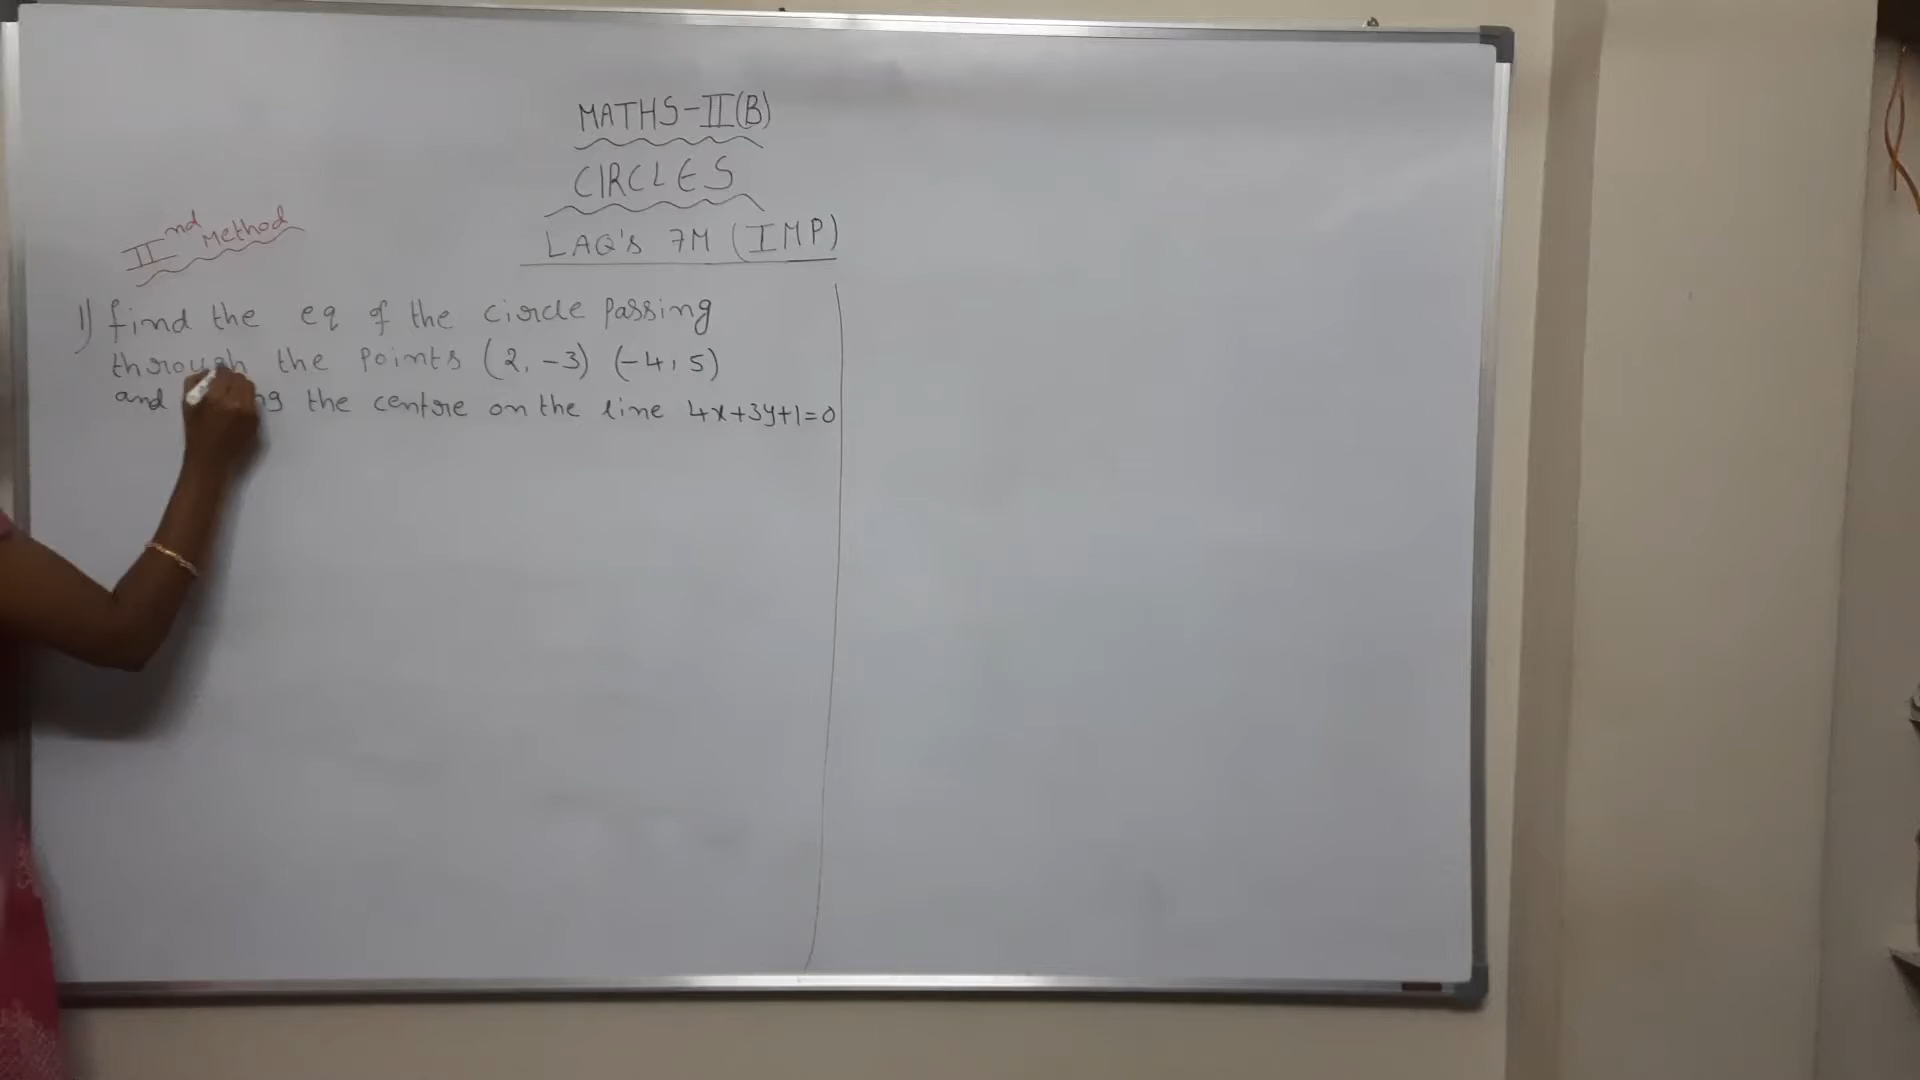 MATHS-II(B)
CIRCLES
LAQ's 7M (IMP)
IInd Method
1) find the eq of the circle passing
through the points (2, -3) (-4, 5)
and the centre on the line 4x+3y+1=0